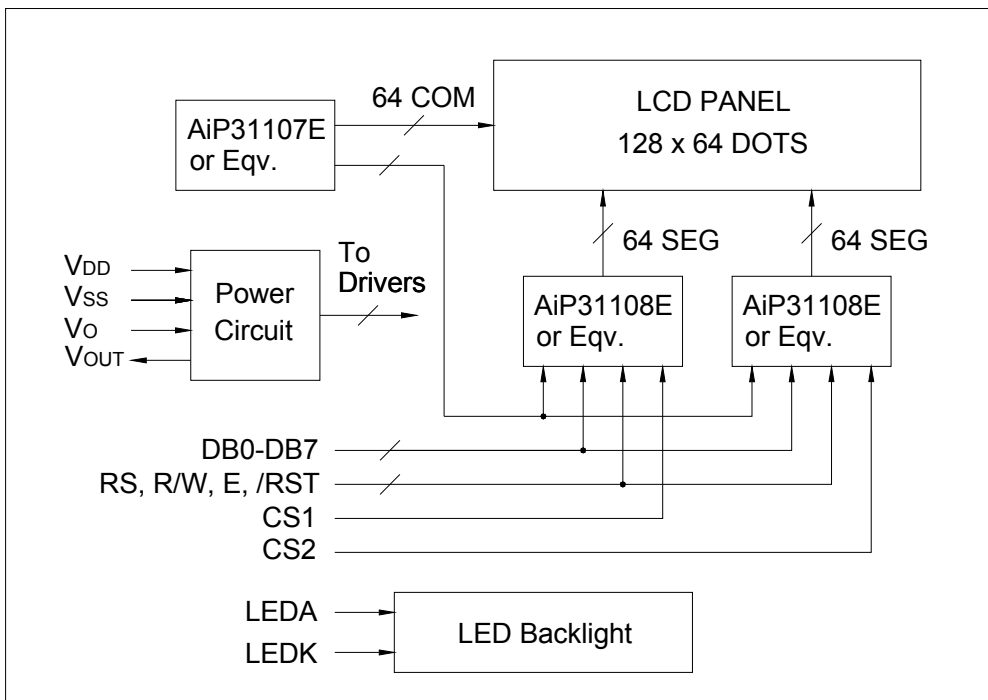 64 COM
AiP31107E
or Eqv.
LCD PANEL
128 x 64 DOTS
64 SEG
64 SEG
VDD
VSS
VO
VOUT
Power
Circuit
To
Drivers
AiP31108E
or Eqv.
AiP31108E
or Eqv.
DB0-DB7
RS, R/W, E, /RST
CS1
CS2
LEDA
LEDK
LED Backlight